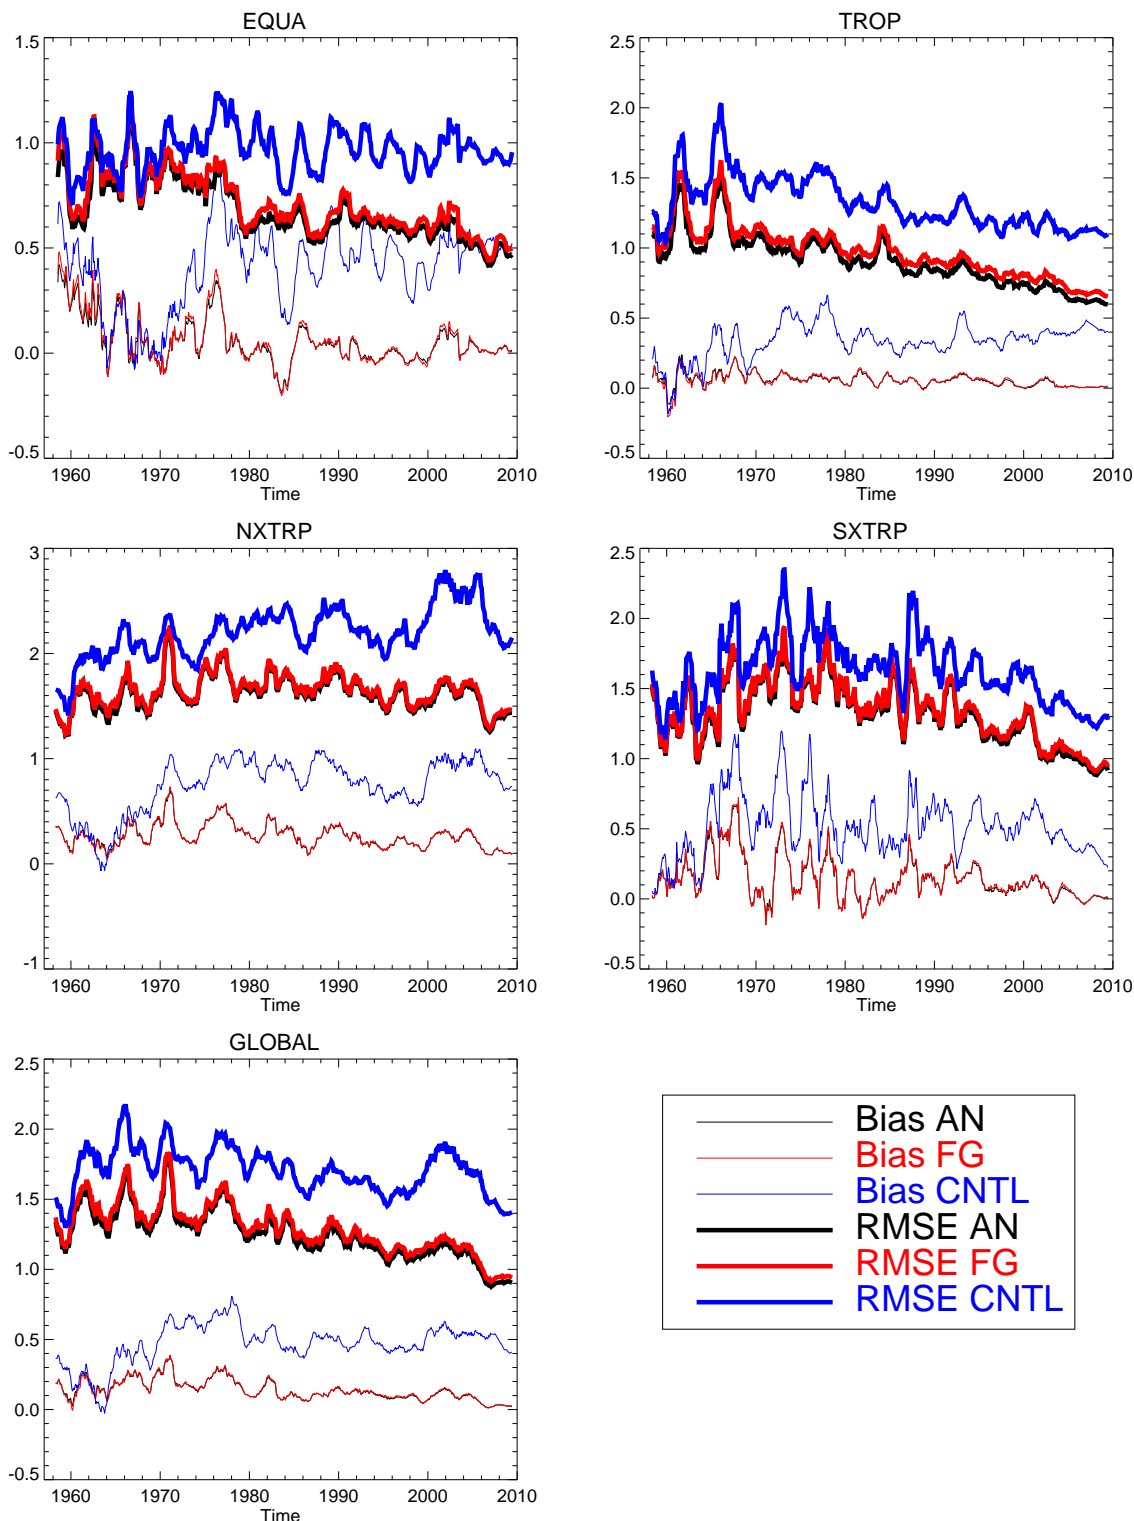 EQUA
1.5
1.0
0.5
0.0
-0.5
1960 1970 1980 1990 2000 2010
Time
TROP
2.5
2.0
1.5
1.0
0.5
0.0
-0.5
1960 1970 1980 1990 2000 2010
Time
NXTRP
3
2
1
0
-1
1960 1970 1980 1990 2000 2010
Time
SXTRP
2.5
2.0
1.5
1.0
0.5
0.0
-0.5
1960 1970 1980 1990 2000 2010
Time
GLOBAL
2.5
2.0
1.5
1.0
0.5
0.0
-0.5
1960 1970 1980 1990 2000 2010
Time
Bias AN
Bias FG
Bias CNTL
RMSE AN
RMSE FG
RMSE CNTL